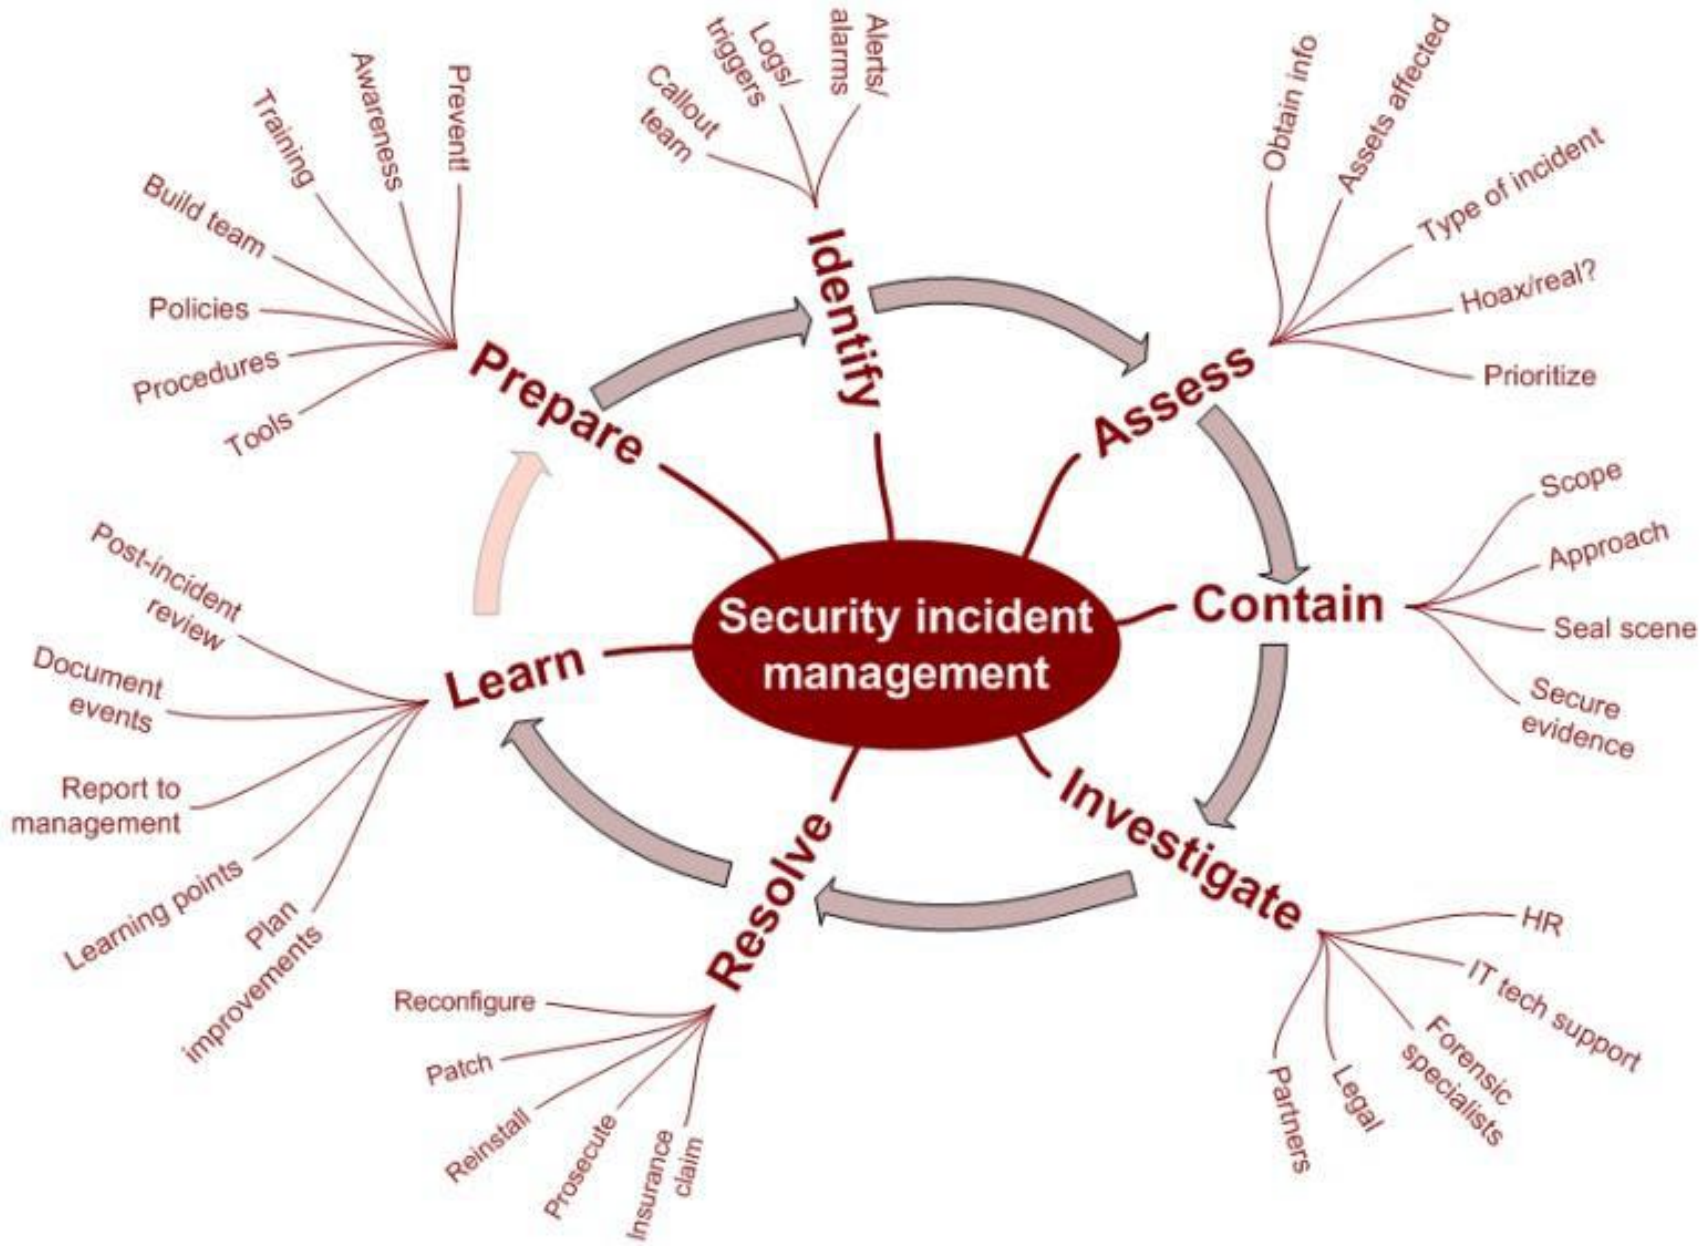 Security incident
management
Prepare
Prevent!
Awareness
Training
Build team
Policies
Procedures
Tools
Identify
Callout
team
Logs/
triggers
Alerts/
alarms
Assess
Obtain info
Assets affected
Type of incident
Hoax/real?
Prioritize
Contain
Scope
Approach
Seal scene
Secure
evidence
Investigate
HR
IT tech support
Forensic
specialists
Legal
Partners
Resolve
Reconfigure
Patch
Reinstall
Prosecute
Insurance
claim
Learn
Post-incident
review
Document
events
Report to
management
Learning points
Plan
improvements